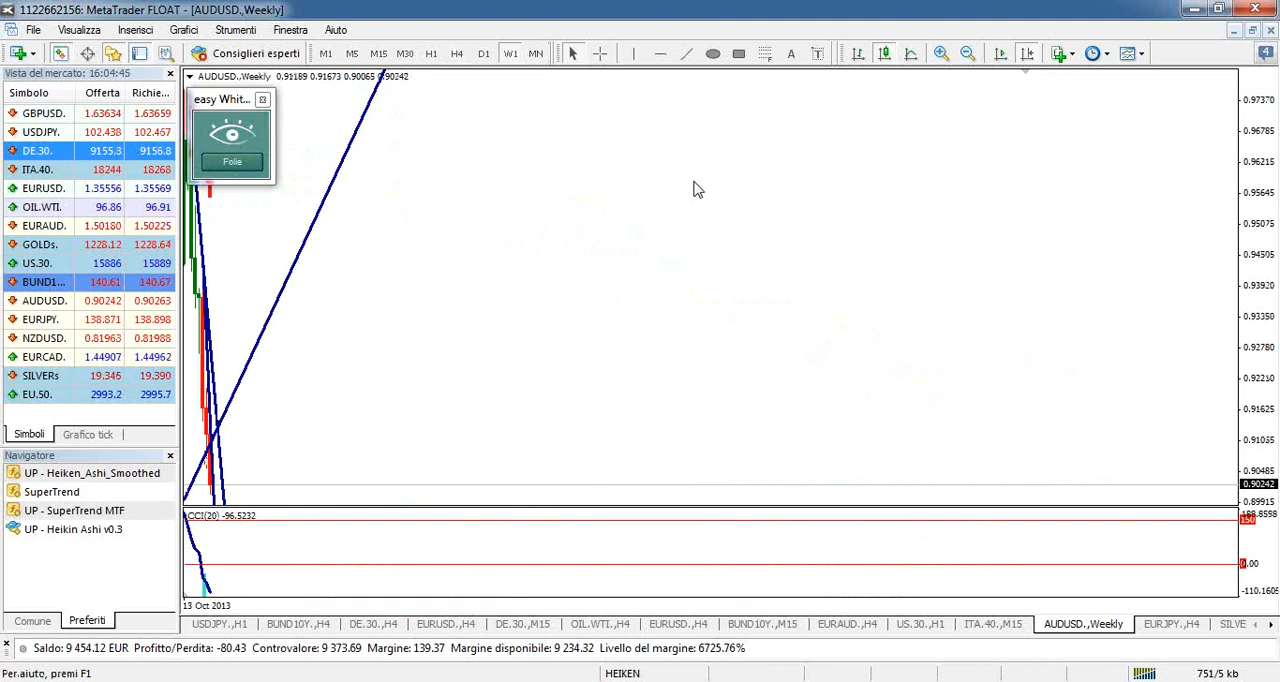 1122662156: MetaTrader FLOAT - [AUDUSD.,Weekly]
File Visualizza Inserisci Grafici Strumenti Finestra Aiuto
Consiglieri esperti M1 M5 M15 M30 H1 H4 D1 W1 MN A T 4
Vista del mercato: 16:04:45
Simbolo Offerta Richie...
GBPUSD. 1.63634 1.63659
USDJPY. 102.438 102.467
DE.30. 9155.3 9156.8
ITA.40. 18244 18268
EURUSD. 1.35556 1.35569
OIL.WTI. 96.86 96.91
EURAUD. 1.50180 1.50225
GOLDs. 1228.12 1228.64
US.30. 15886 15889
BUND1... 140.61 140.67
AUDUSD. 0.90242 0.90263
EURJPY. 138.871 138.898
NZDUSD. 0.81963 0.81988
EURCAD. 1.44907 1.44962
SILVERs 19.346 19.390
EU.50. 2993.2 2995.7
Simboli Grafico tick
Navigatore
UP - Heiken_Ashi_Smoothed
SuperTrend
UP - SuperTrend MTF
UP - Heikin Ashi v0.3
Comune Preferiti
AUDUSD.,Weekly 0.91189 0.91673 0.90065 0.90242
easy Whit...
Folie
0.97370
0.96785
0.96215
0.95645
0.95075
0.94505
0.93920
0.93350
0.92780
0.92210
0.91625
0.91055
0.90485
0.90242
0.89915
CCI(20) -96.5232
150
0.00
-110.1605
13 Oct 2013
USDJPY.,H1 BUND10Y.,H4 DE.30.,H4 EURUSD.,H4 DE.30.,M15 OIL.WTI.,H4 EURUSD.,H4 BUND10Y.,M15 EURAUD.,H4 US.30.,H1 ITA.40.,M15 AUDUSD.,Weekly EURJPY.,H4 SILVE
Saldo: 9 454.12 EUR Profitto/Perdita: -80.43 Controvalore: 9 373.69 Margine: 139.37 Margine disponibile: 9 234.32 Livello del margine: 6725.76%
Per.aiuto, premi F1 HEIKEN 751/5 kb